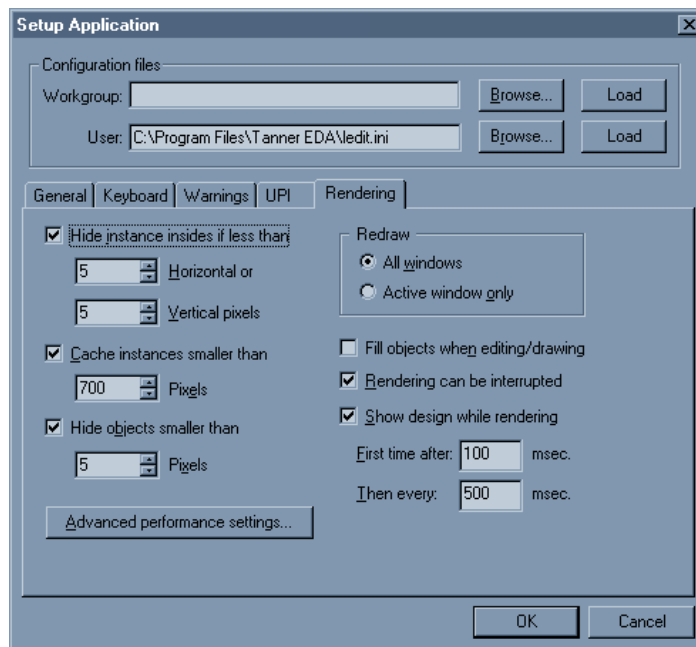 Setup Application
Configuration files
Workgroup: Browse... Load
User: C:\Program Files\Tanner EDA\ledit.ini Browse... Load
General Keyboard Warnings UPI Rendering
Hide instance insides if less than
5 Horizontal or
5 Vertical pixels
Cache instances smaller than
700 Pixels
Hide objects smaller than
5 Pixels
Advanced performance settings...
Redraw
All windows
Active window only
Fill objects when editing/drawing
Rendering can be interrupted
Show design while rendering
First time after: 100 msec.
Then every: 500 msec.
OK Cancel